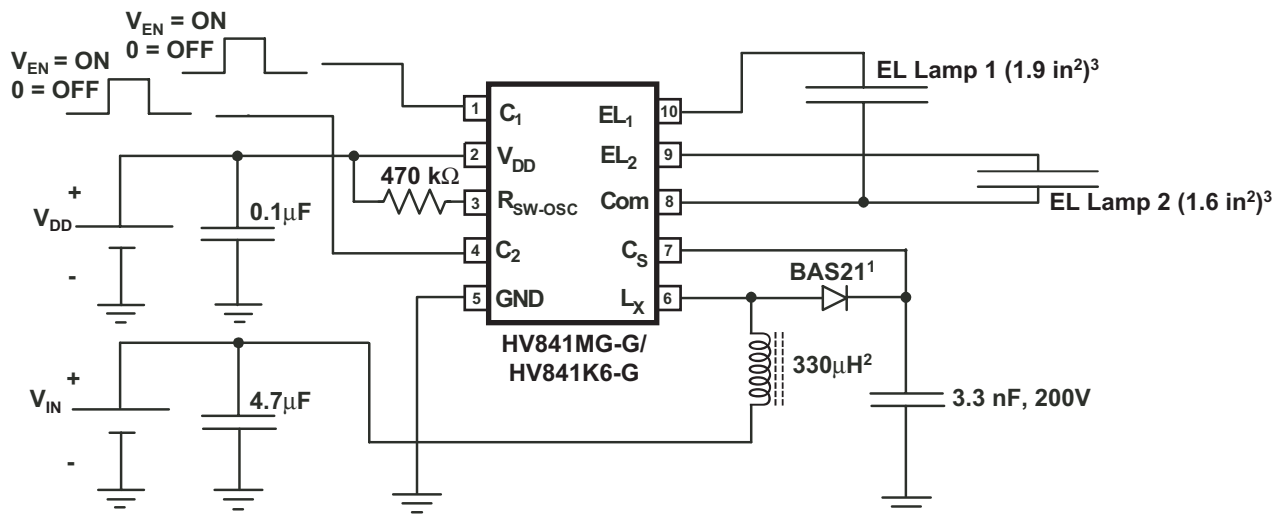 V_EN = ON
0 = OFF
V_EN = ON
0 = OFF
EL Lamp 1 (1.9 in²)³
1 C₁ EL₁ 10
2 V_DD EL₂ 9
470 kΩ
3 R_SW-OSC Com 8
EL Lamp 2 (1.6 in²)³
+
V_DD
-
0.1μF
4 C₂ C_S 7
BAS21¹
5 GND L_X 6
HV841MG-G/
HV841K6-G
330μH²
+
V_IN
-
4.7μF
3.3 nF, 200V